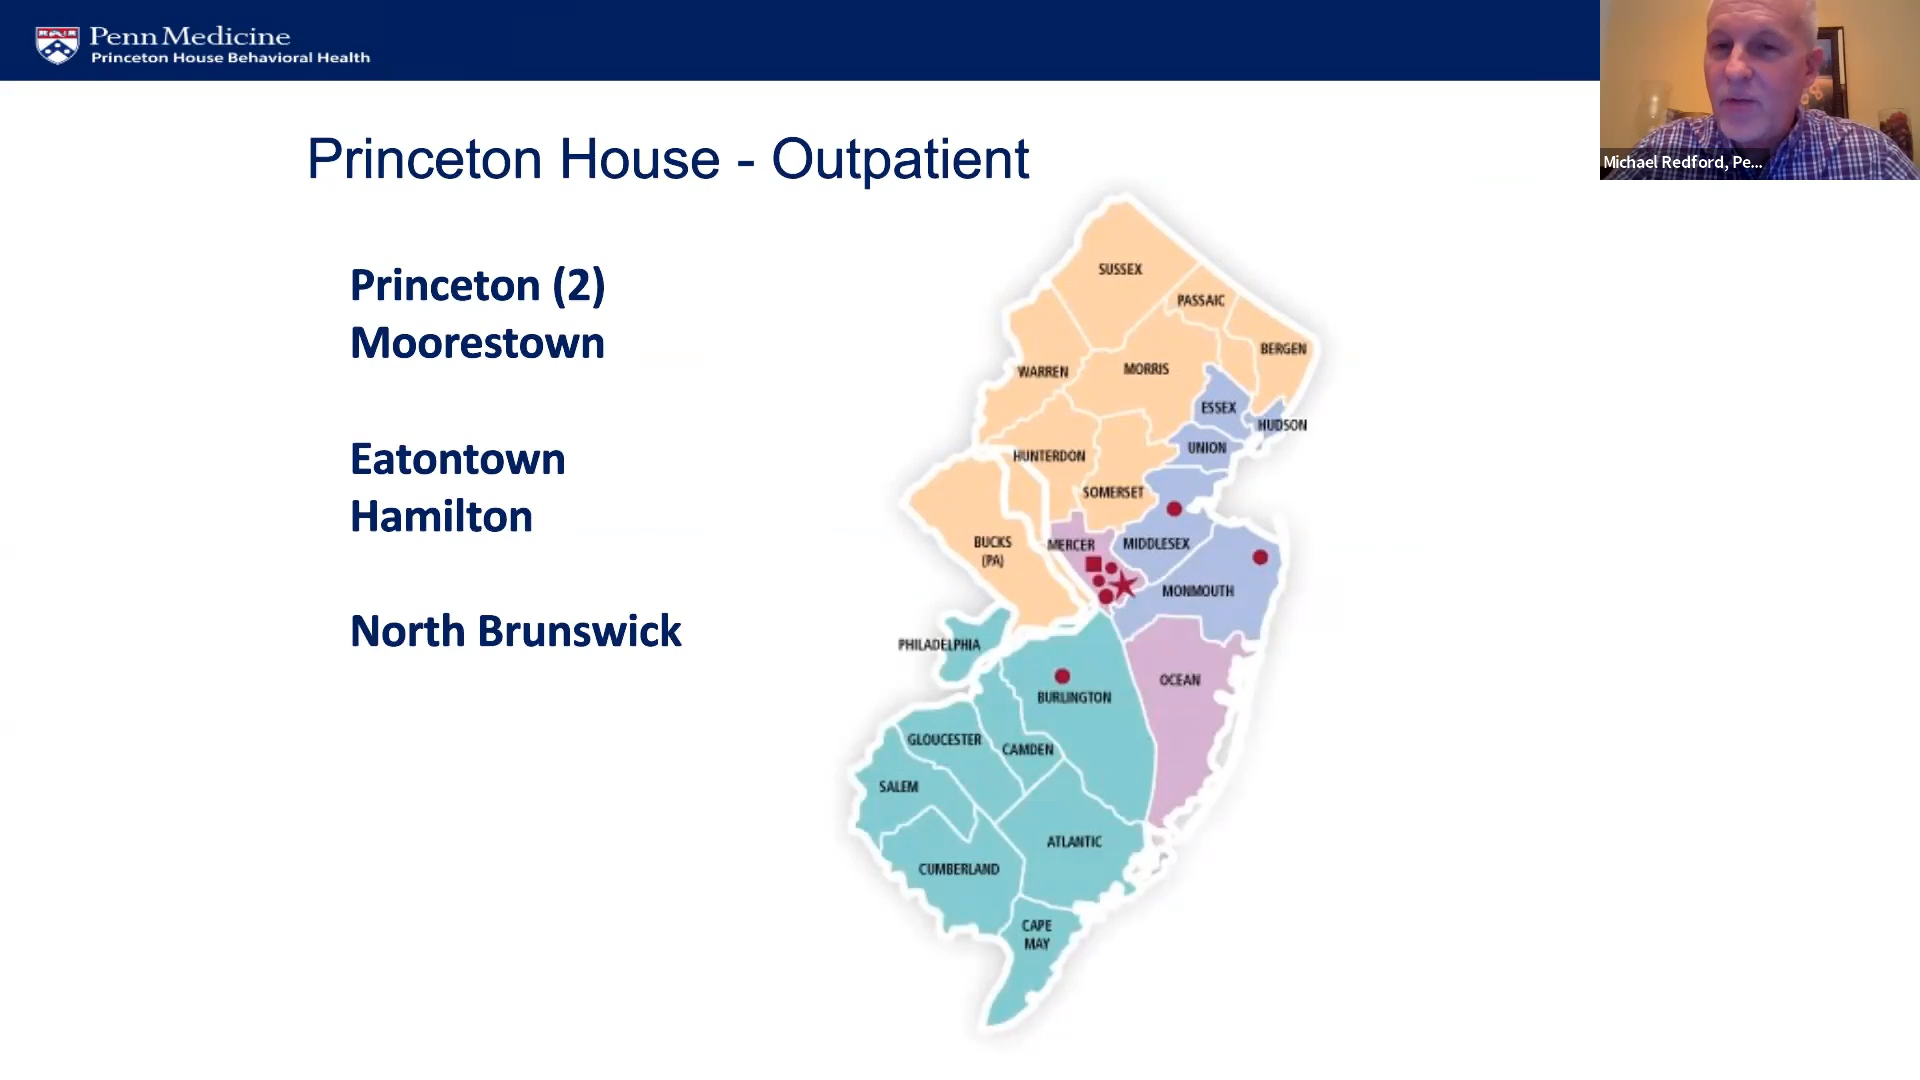 Penn Medicine
Princeton House Behavioral Health
Michael Redford, Pe...
Princeton House - Outpatient
Princeton (2)
Moorestown
Eatontown
Hamilton
North Brunswick
SUSSEX
PASSAIC
BERGEN
WARREN
MORRIS
ESSEX
HUDSON
UNION
HUNTERDON
SOMERSET
BUCKS
(PA)
MERCER
MIDDLESEX
MONMOUTH
PHILADELPHIA
OCEAN
BURLINGTON
GLOUCESTER
CAMDEN
SALEM
ATLANTIC
CUMBERLAND
CAPE
MAY